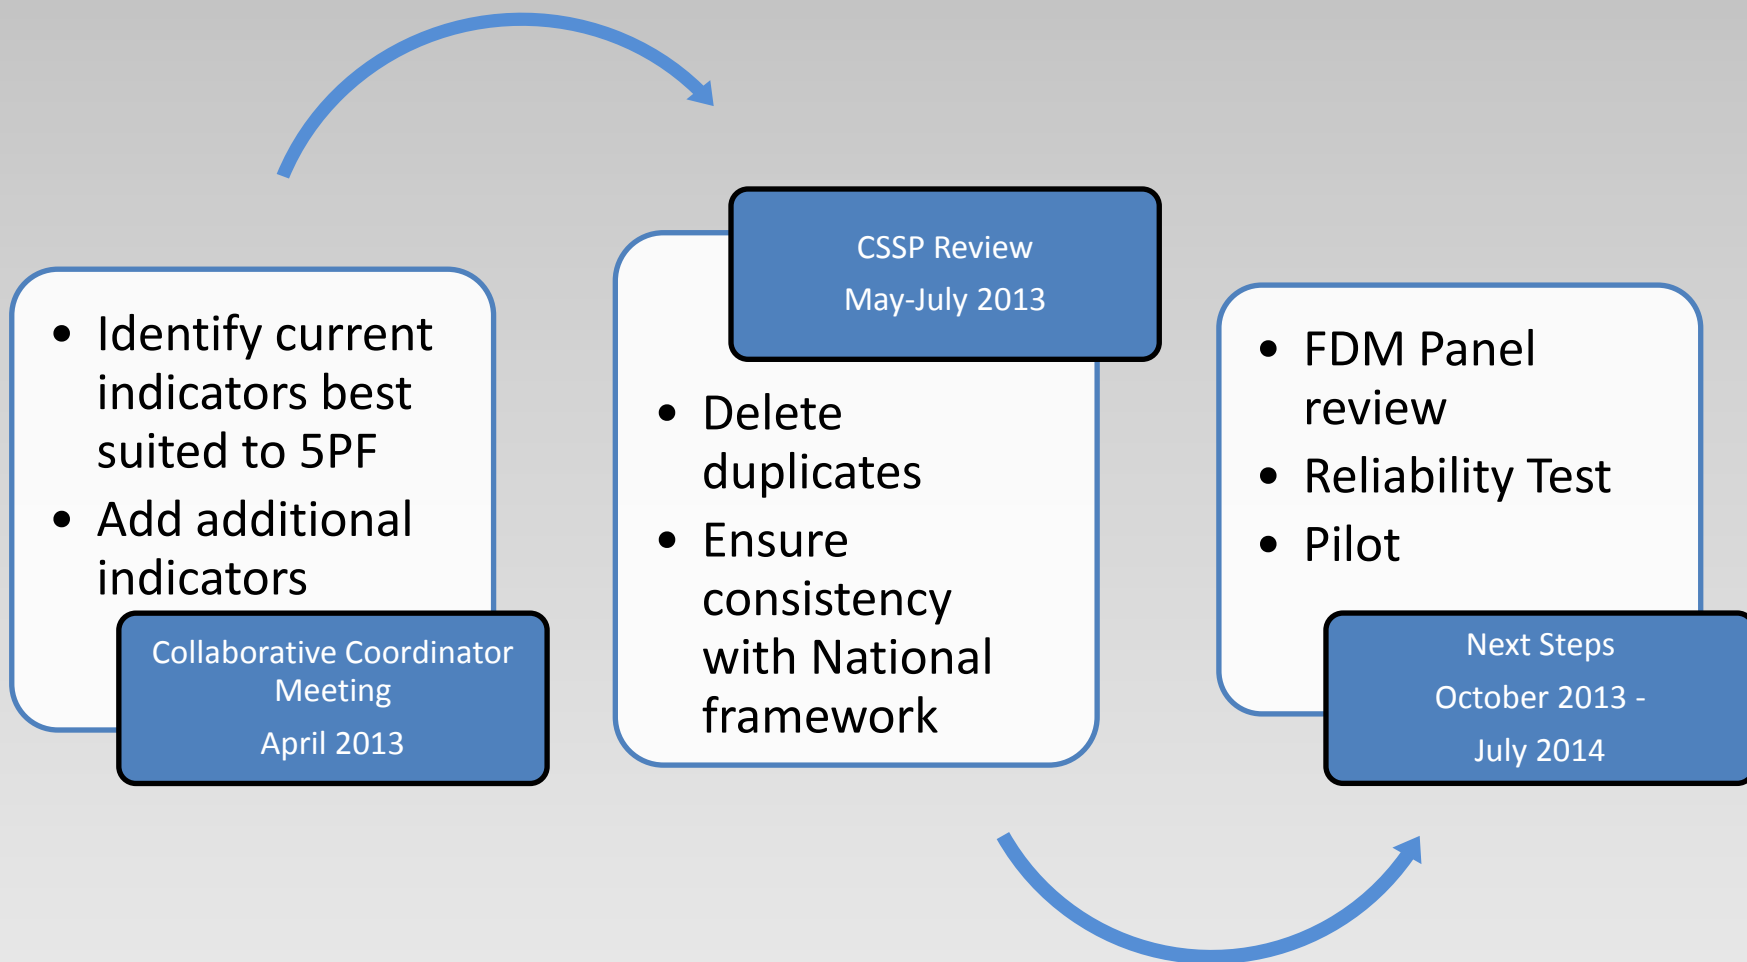 • Identify current
indicators best
suited to 5PF
• Add additional
indicators
Collaborative Coordinator
Meeting
April 2013
CSSP Review
May-July 2013
• Delete
duplicates
• Ensure
consistency
with National
framework
• FDM Panel
review
• Reliability Test
• Pilot
Next Steps
October 2013 -
July 2014